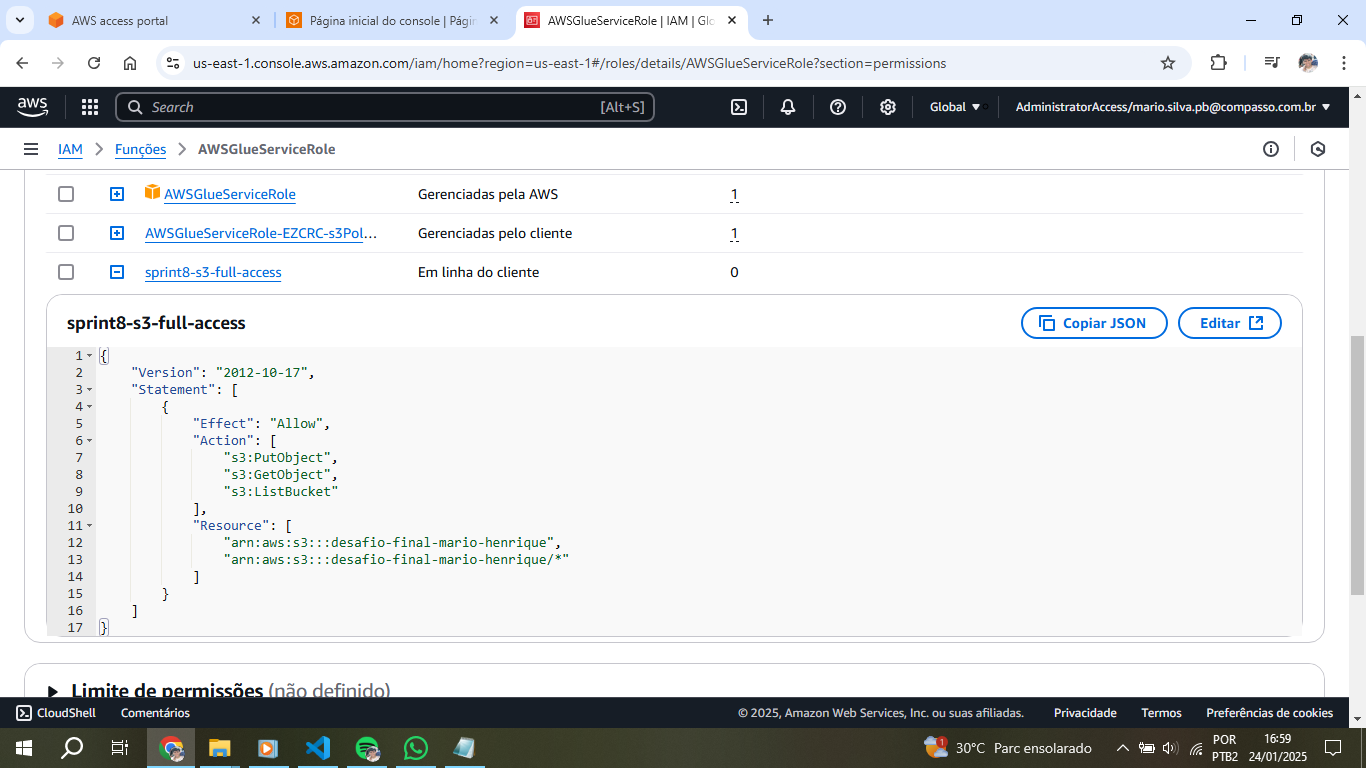 AWS access portal
Página inicial do console | Págin
AWSGlueServiceRole | IAM | Glo
us-east-1.console.aws.amazon.com/iam/home?region=us-east-1#/roles/details/AWSGlueServiceRole?section=permissions
aws
Search
[Alt+S]
Global
AdministratorAccess/mario.silva.pb@compasso.com.br
IAM > Funções > AWSGlueServiceRole
AWSGlueServiceRole Gerenciadas pela AWS 1
AWSGlueServiceRole-EZCRC-s3Pol... Gerenciadas pelo cliente 1
sprint8-s3-full-access Em linha do cliente 0
sprint8-s3-full-access
Copiar JSON
Editar
1 {
2 "Version": "2012-10-17",
3 "Statement": [
4 {
5 "Effect": "Allow",
6 "Action": [
7 "s3:PutObject",
8 "s3:GetObject",
9 "s3:ListBucket"
10 ],
11 "Resource": [
12 "arn:aws:s3:::desafio-final-mario-henrique",
13 "arn:aws:s3:::desafio-final-mario-henrique/*"
14 ]
15 }
16 ]
17 }
Limite de permissões (não definido)
CloudShell
Comentários
© 2025, Amazon Web Services, Inc. ou suas afiliadas.
Privacidade
Termos
Preferências de cookies
1
30°C Parc ensolarado
POR
PTB2
16:59
24/01/2025